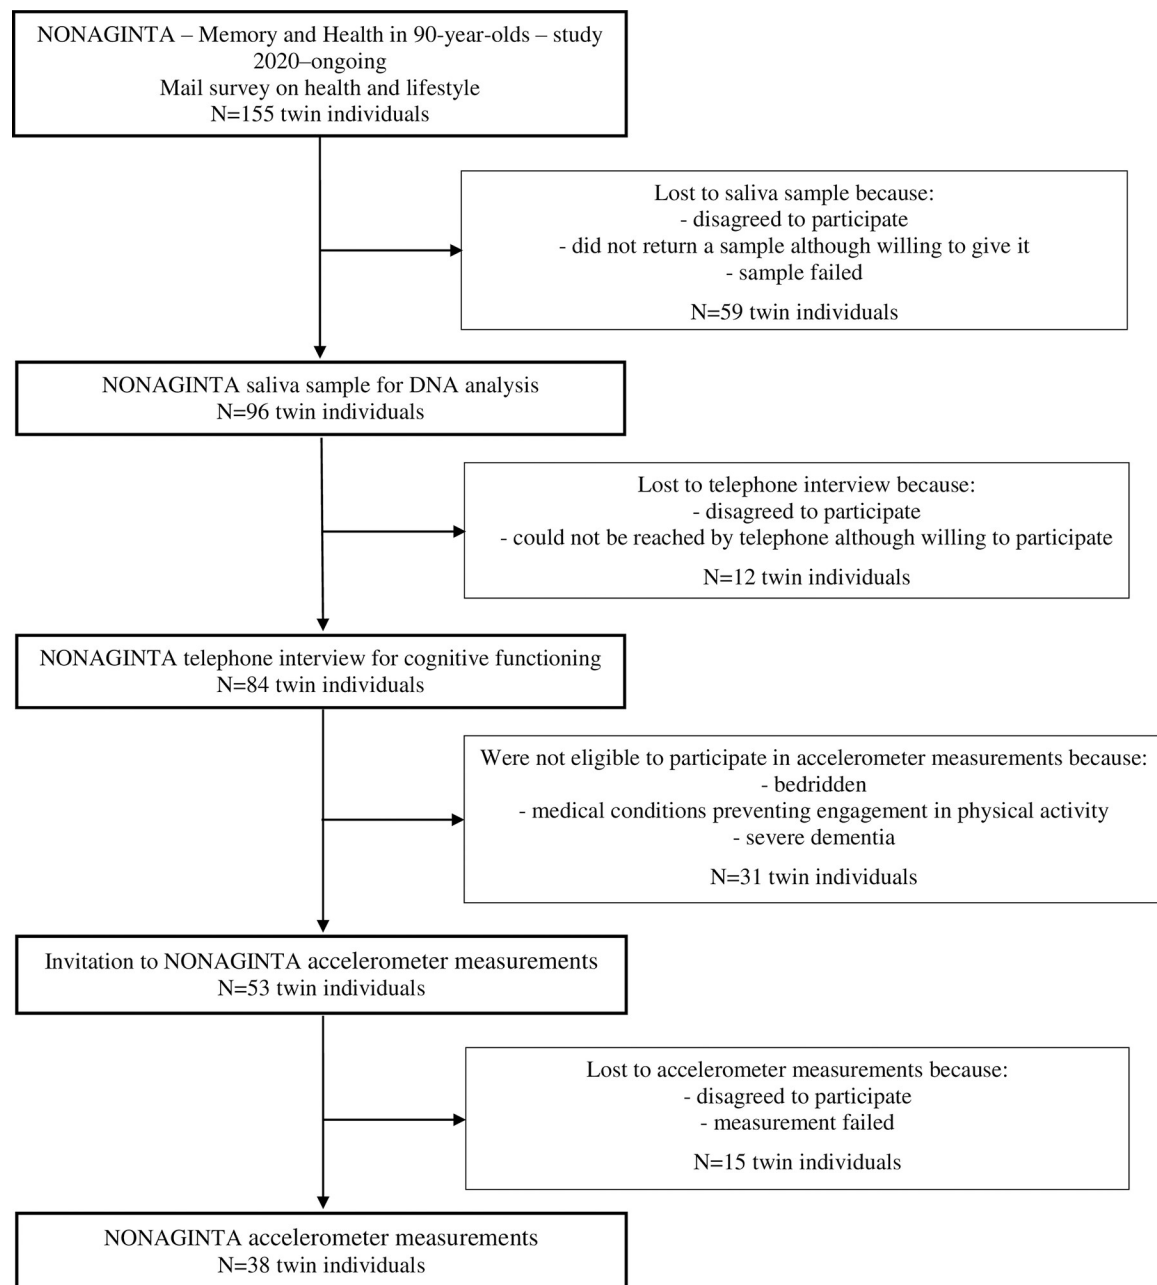 NONAGINTA – Memory and Health in 90-year-olds – study
2020–ongoing
Mail survey on health and lifestyle
N=155 twin individuals
Lost to saliva sample because:
- disagreed to participate
- did not return a sample although willing to give it
- sample failed
N=59 twin individuals
NONAGINTA saliva sample for DNA analysis
N=96 twin individuals
Lost to telephone interview because:
- disagreed to participate
- could not be reached by telephone although willing to participate
N=12 twin individuals
NONAGINTA telephone interview for cognitive functioning
N=84 twin individuals
Were not eligible to participate in accelerometer measurements because:
- bedridden
- medical conditions preventing engagement in physical activity
- severe dementia
N=31 twin individuals
Invitation to NONAGINTA accelerometer measurements
N=53 twin individuals
Lost to accelerometer measurements because:
- disagreed to participate
- measurement failed
N=15 twin individuals
NONAGINTA accelerometer measurements
N=38 twin individuals